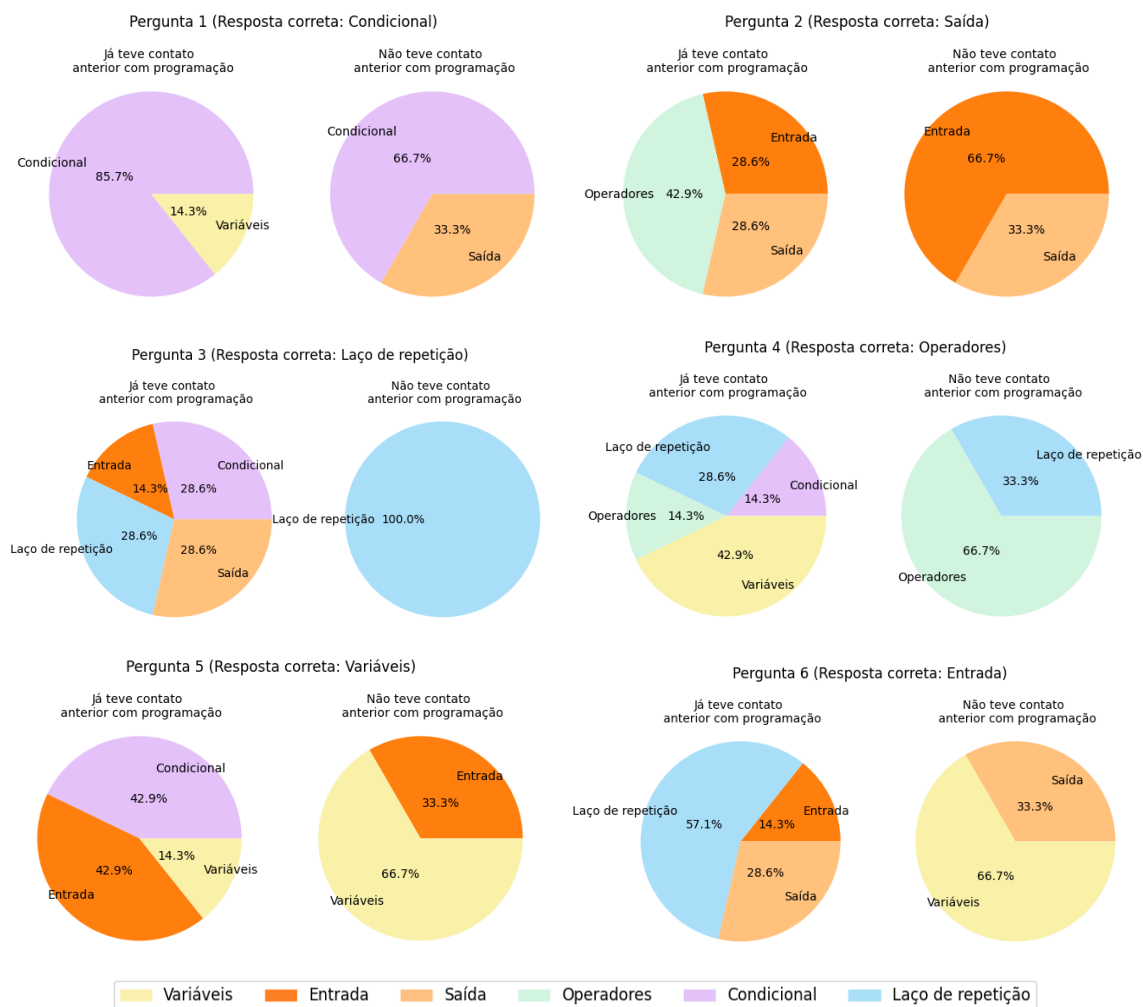 Pergunta 1 (Resposta correta: Condicional)
Já teve contato
anterior com programação
Condicional
85.7%
14.3%
Variáveis
Não teve contato
anterior com programação
Condicional
66.7%
33.3%
Saída
Pergunta 2 (Resposta correta: Saída)
Já teve contato
anterior com programação
Entrada
28.6%
Operadores
42.9%
28.6%
Saída
Não teve contato
anterior com programação
Entrada
66.7%
33.3%
Saída
Pergunta 3 (Resposta correta: Laço de repetição)
Já teve contato
anterior com programação
Entrada
14.3%
Condicional
28.6%
Laço de repetição
28.6%
28.6%
Saída
Não teve contato
anterior com programação
Laço de repetição
100.0%
Pergunta 4 (Resposta correta: Operadores)
Já teve contato
anterior com programação
Laço de repetição
28.6%
Condicional
14.3%
Operadores
14.3%
42.9%
Variáveis
Não teve contato
anterior com programação
Laço de repetição
33.3%
66.7%
Operadores
Pergunta 5 (Resposta correta: Variáveis)
Já teve contato
anterior com programação
Condicional
42.9%
14.3%
Variáveis
42.9%
Entrada
Não teve contato
anterior com programação
Entrada
33.3%
66.7%
Variáveis
Pergunta 6 (Resposta correta: Entrada)
Já teve contato
anterior com programação
Laço de repetição
57.1%
Entrada
14.3%
28.6%
Saída
Não teve contato
anterior com programação
Saída
33.3%
66.7%
Variáveis
Variáveis
Entrada
Saída
Operadores
Condicional
Laço de repetição